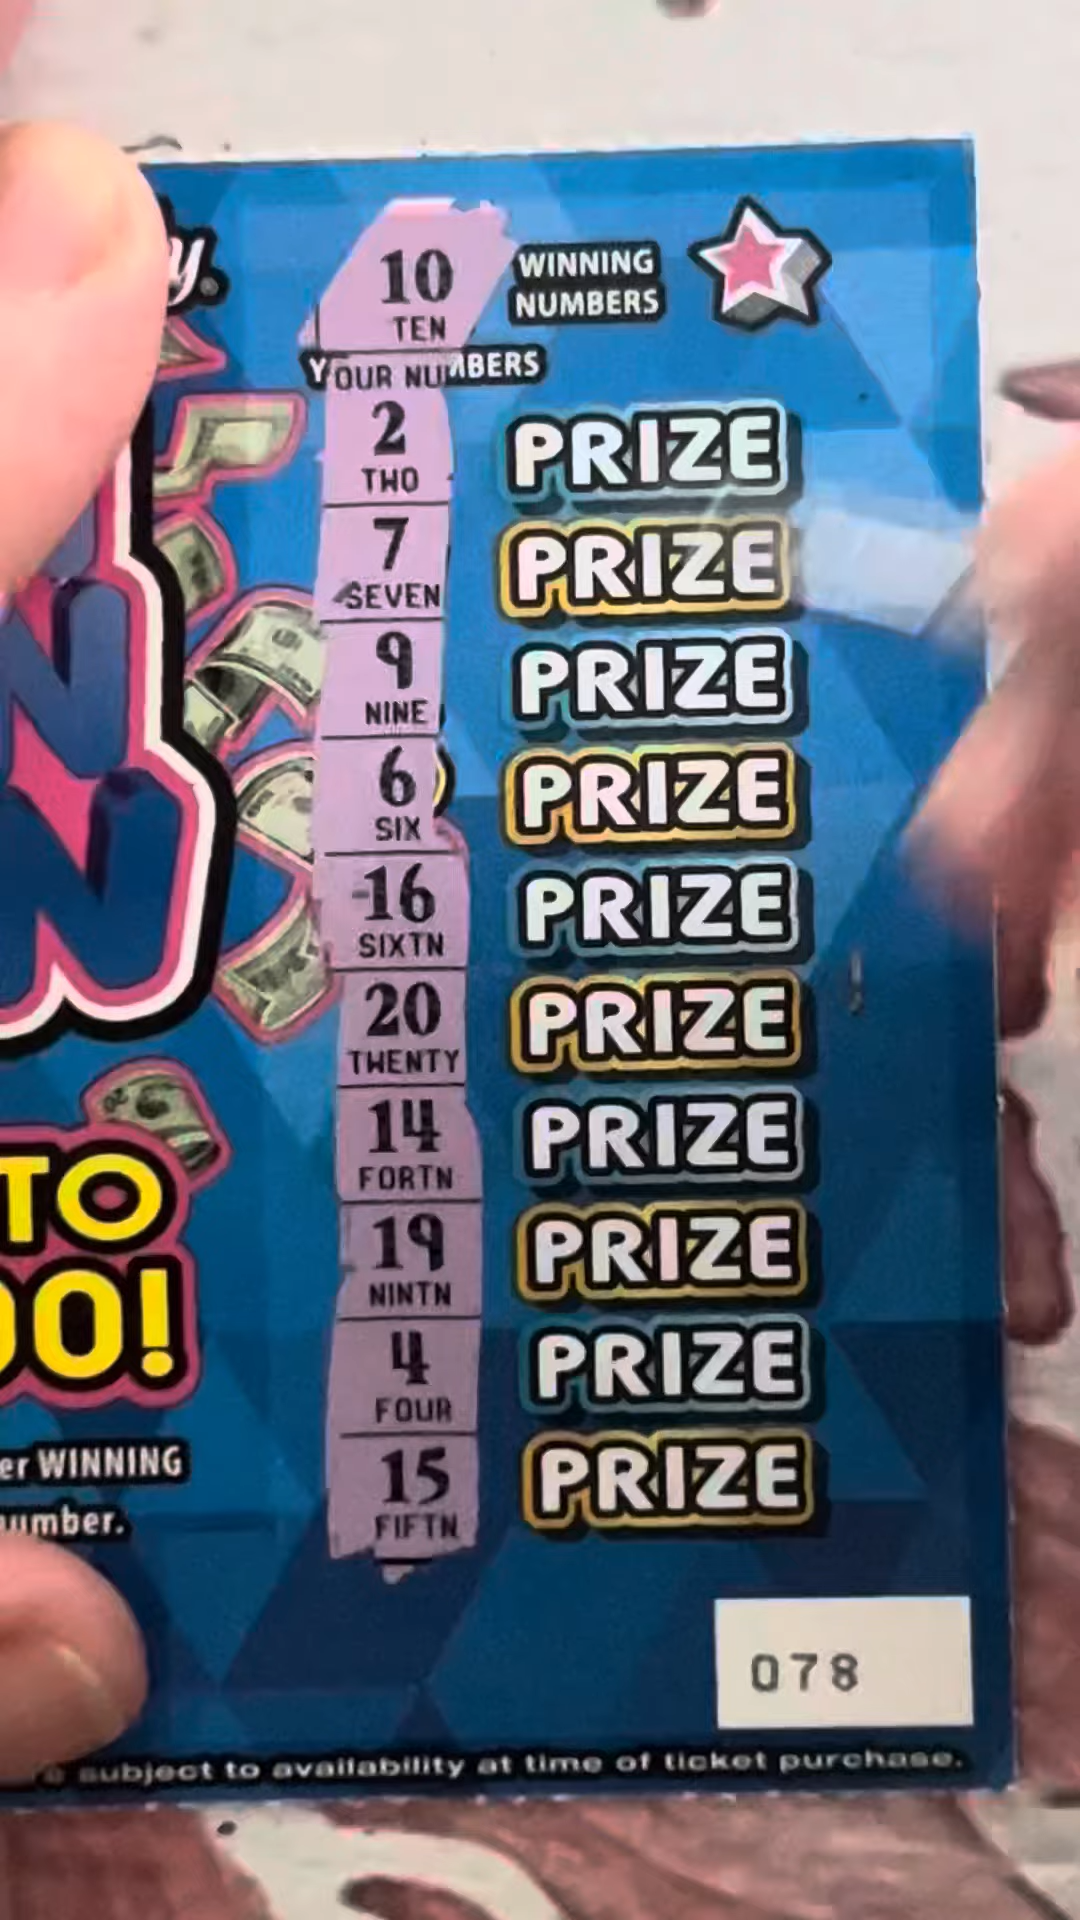 y.
10
TEN
WINNING
NUMBERS
YOUR NUMBERS
2
TWO
PRIZE
7
SEVEN
PRIZE
9
NINE
PRIZE
6
SIX
PRIZE
16
SIXTN
PRIZE
20
TWENTY
PRIZE
14
FORTN
PRIZE
19
NINTN
PRIZE
4
FOUR
PRIZE
15
FIFTN
PRIZE
TO
00!
er WINNING
number.
078
subject to availability at time of ticket purchase.